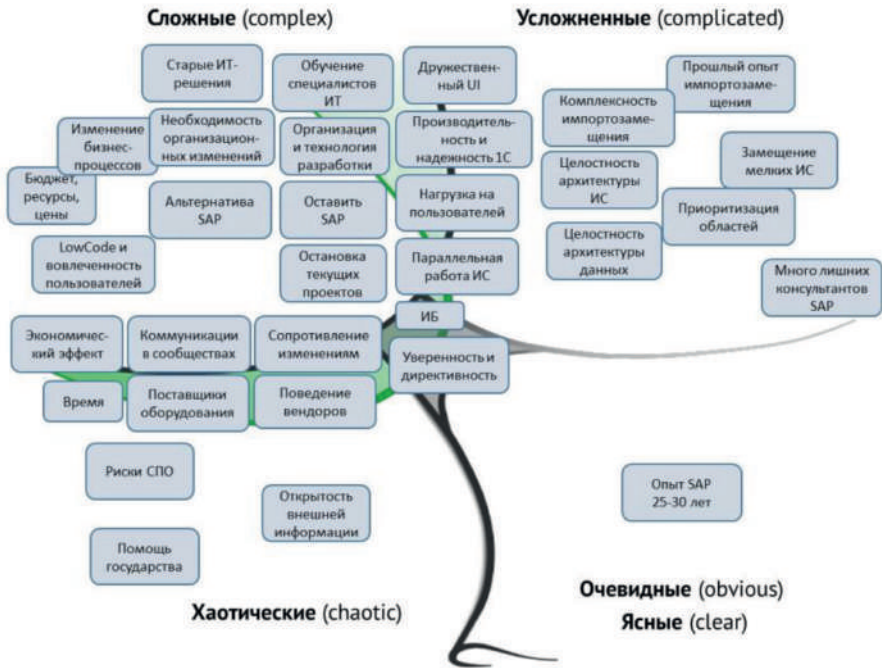 Сложные (complex)
Усложненные (complicated)
Старые ИТ-
решения
Обучение
специалистов
ИТ
Дружествен-
ный UI
Прошлый опыт
импортозаме-
щения
Комплексность
импортозаме-
щения
Изменение
бизнес-
процессов
Необходимость
организацион-
ных изменений
Организация
и технология
разработки
Производитель-
ность и
надежность 1С
Замещение
мелких ИС
Целостность
архитектуры
ИС
Бюджет,
ресурсы,
цены
Альтернатива
SAP
Оставить
SAP
Нагрузка на
пользователей
Приоритизация
областей
Целостность
архитектуры
данных
LowCode и
вовлеченность
пользователей
Остановка
текущих
проектов
Параллельная
работа ИС
Много лишних
консультантов
SAP
ИБ
Экономичес-
кий эффект
Коммуникации
в сообществах
Сопротивление
изменениям
Уверенность и
директивность
Время
Поставщики
оборудования
Поведение
вендоров
Риски СПО
Открытость
внешней
информации
Опыт SAP
25-30 лет
Помощь
государства
Хаотические (chaotic)
Очевидные (obvious)
Ясные (clear)